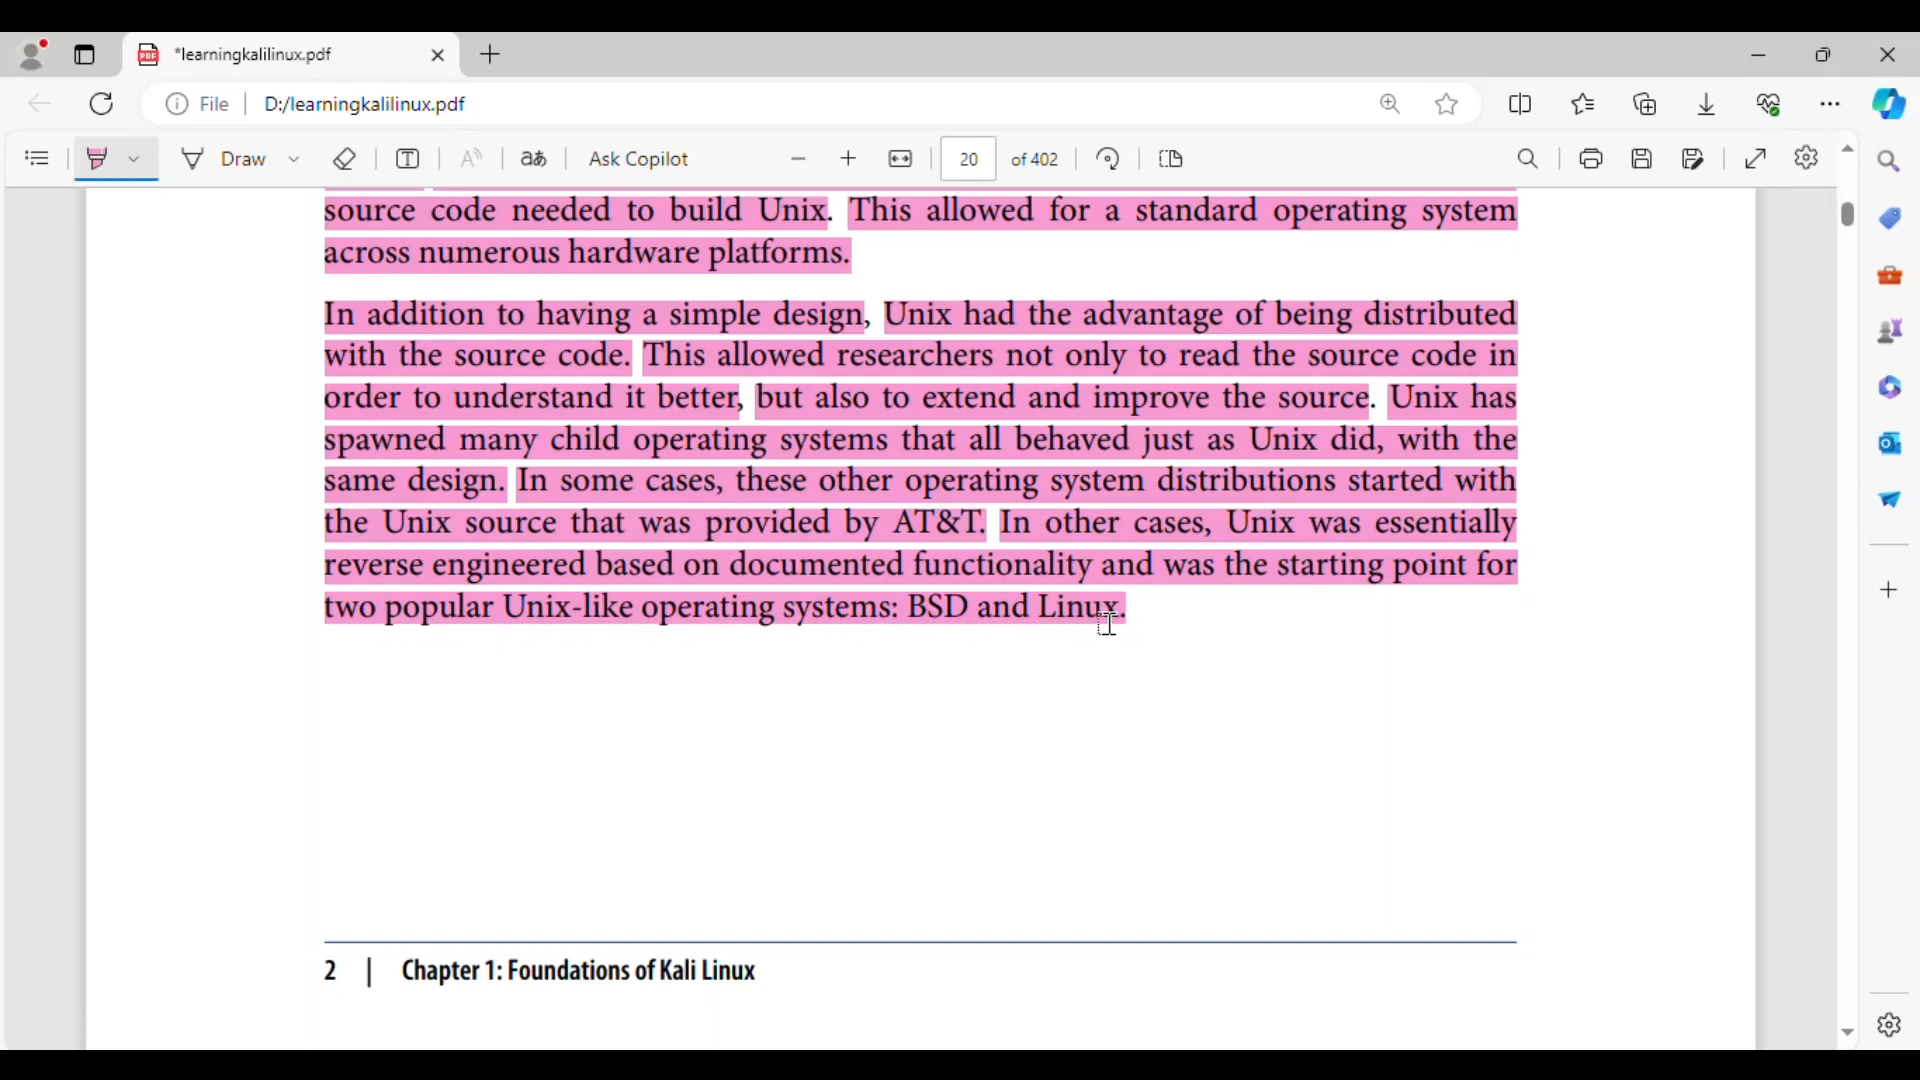 *learningkalilinux.pdf
File D:/learningkalilinux.pdf
Draw aあ Ask Copilot 20 of 402
source code needed to build Unix. This allowed for a standard operating system
across numerous hardware platforms.
In addition to having a simple design, Unix had the advantage of being distributed
with the source code. This allowed researchers not only to read the source code in
order to understand it better, but also to extend and improve the source. Unix has
spawned many child operating systems that all behaved just as Unix did, with the
same design. In some cases, these other operating system distributions started with
the Unix source that was provided by AT&T. In other cases, Unix was essentially
reverse engineered based on documented functionality and was the starting point for
two popular Unix-like operating systems: BSD and Linux.
2 | Chapter 1: Foundations of Kali Linux